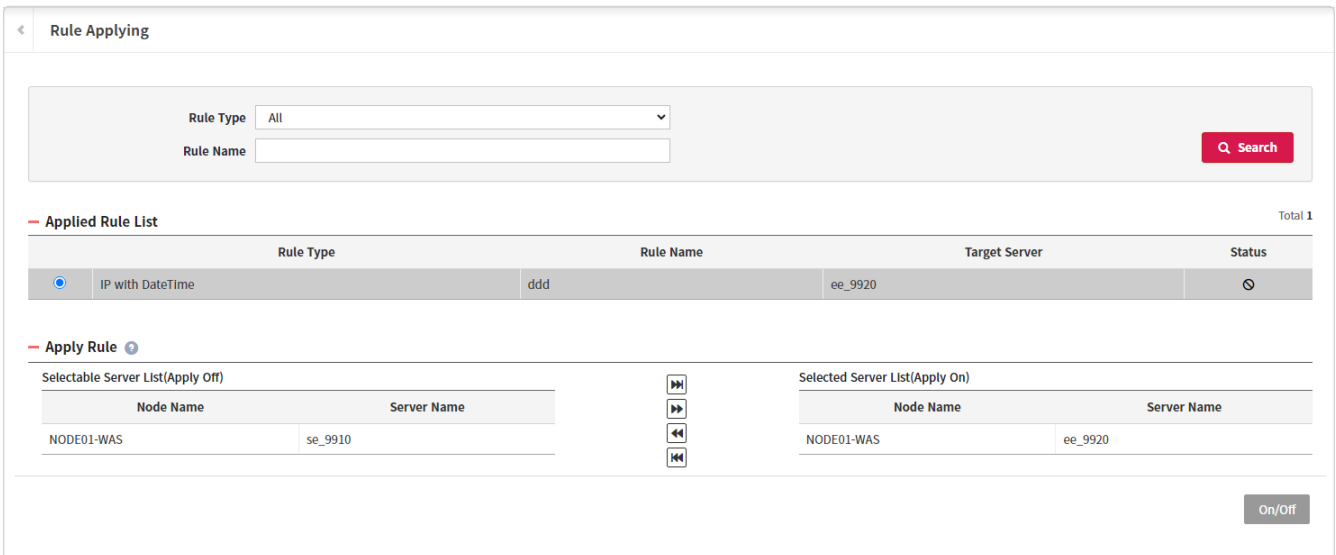 Rule Applying
Rule Type All
Rule Name
Search
Applied Rule List Total 1
Rule Type Rule Name Target Server Status
IP with DateTime ddd ee_9920
Apply Rule ?
Selectable Server List(Apply Off) Selected Server List(Apply On)
Node Name Server Name Node Name Server Name
NODE01-WAS se_9910 NODE01-WAS ee_9920
On/Off